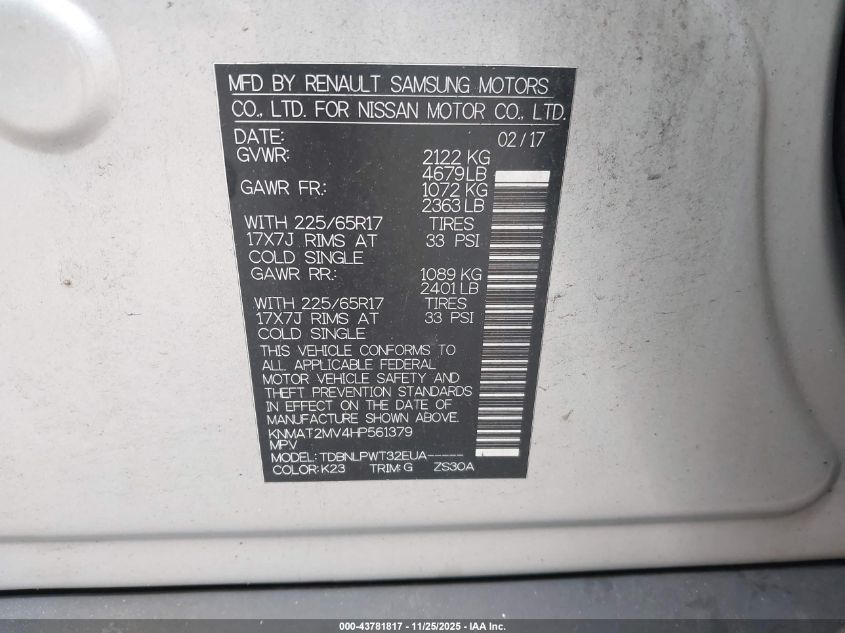 MFD BY RENAULT SAMSUNG MOTORS
CO., LTD. FOR NISSAN MOTOR CO., LTD.
DATE: 02/17
GVWR: 2122 KG
4679 LB
GAWR FR: 1072 KG
2363 LB
WITH 225/65R17 TIRES
17X7J RIMS AT 33 PSI
COLD SINGLE
GAWR RR: 1089 KG
2401 LB
WITH 225/65R17 TIRES
17X7J RIMS AT 33 PSI
COLD SINGLE
THIS VEHICLE CONFORMS TO
ALL APPLICABLE FEDERAL
MOTOR VEHICLE SAFETY AND
THEFT PREVENTION STANDARDS
IN EFFECT ON THE DATE OF
MANUFACTURE SHOWN ABOVE.
KNMAT2MV4HP561379
MPV
MODEL: TDBNLPWT32EUA-----
COLOR: K23 TRIM: G ZS30A
000-43781817 - 11/25/2025 - IAA Inc.